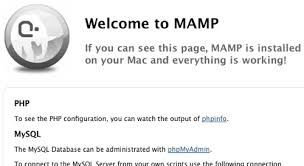 Welcome to MAMP
If you can see this page, MAMP is installed
on your Mac and everything is working!
PHP
To see the PHP configuration, you can watch the output of phpinfo.
MySQL
The MySQL Database can be administrated with phpMyAdmin.
To connect to the MySQL Server from your own scripts use the following connection